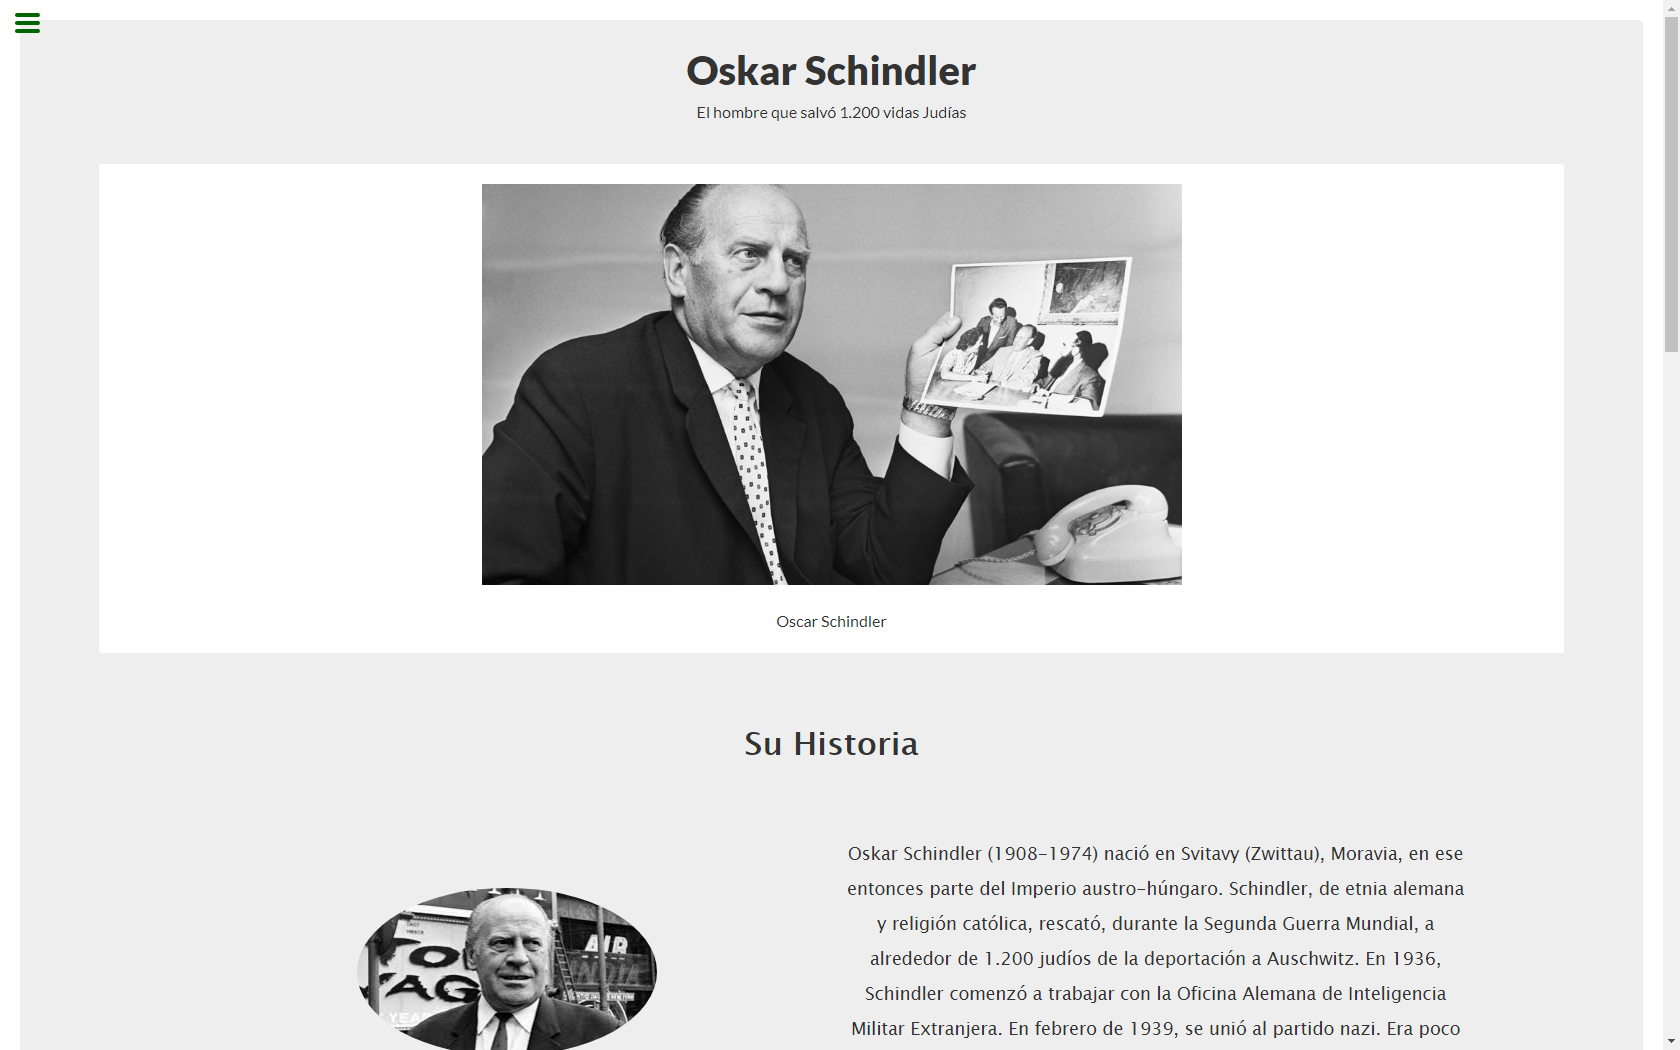 Oskar Schindler
El hombre que salvó 1.200 vidas Judías
Oscar Schindler
Su Historia
Oskar Schindler (1908-1974) nació en Svitavy (Zwittau), Moravia, en ese
entonces parte del Imperio austro-húngaro. Schindler, de etnia alemana
y religión católica, rescató, durante la Segunda Guerra Mundial, a
alrededor de 1.200 judíos de la deportación a Auschwitz. En 1936,
Schindler comenzó a trabajar con la Oficina Alemana de Inteligencia
Militar Extranjera. En febrero de 1939, se unió al partido nazi. Era poco
AIR
YEAR